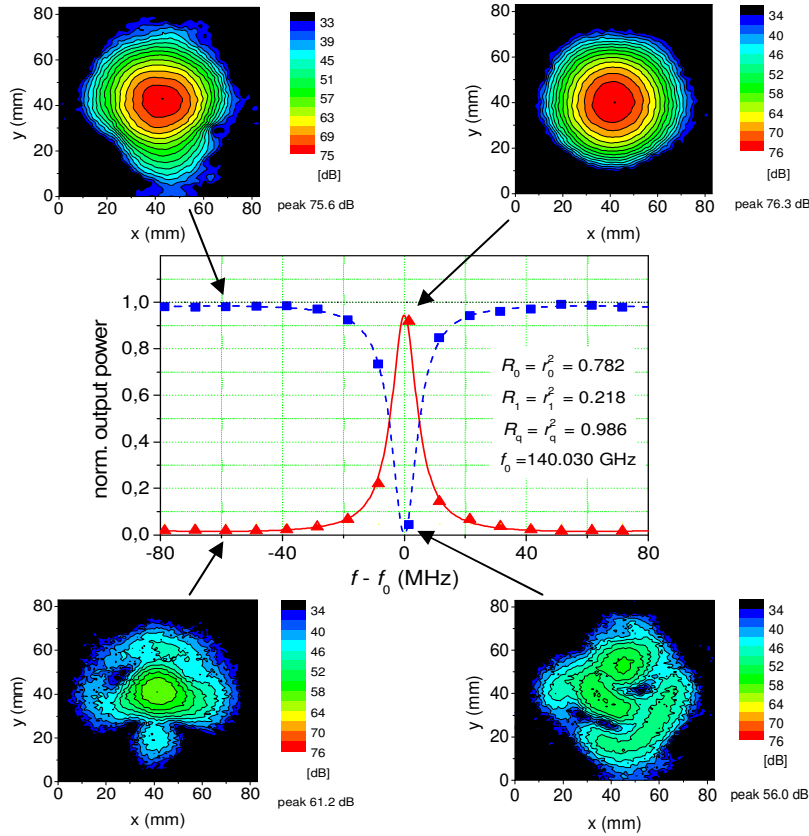 y (mm)
80
60
40
20
0
0 20 40 60 80
x (mm)
33
39
45
51
57
63
69
75
[dB]
peak 75.6 dB
y (mm)
80
60
40
20
0
0 20 40 60 80
x (mm)
34
40
46
52
58
64
70
76
[dB]
peak 76.3 dB
norm. output power
1,0
0,8
0,6
0,4
0,2
0,0
-80 -40 0 40 80
f - f₀ (MHz)
R₀ = r₀² = 0.782
R₁ = r₁² = 0.218
R_q = r_q² = 0.986
f₀ =140.030 GHz
y (mm)
80
60
40
20
0
0 20 40 60 80
x (mm)
34
40
46
52
58
64
70
76
[dB]
peak 61.2 dB
y (mm)
80
60
40
20
0
0 20 40 60 80
x (mm)
34
40
46
52
58
64
70
76
[dB]
peak 56.0 dB